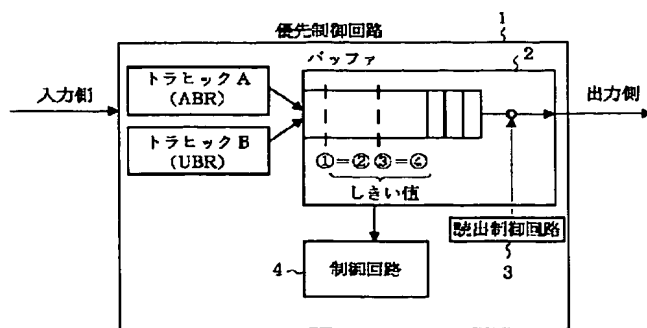 優先制御回路
1
バッファ
2
トラヒックA
(ABR)
入力側
出力側
トラヒックB
(UBR)
①=②③=④
しきい値
読出制御回路
3
4
制御回路